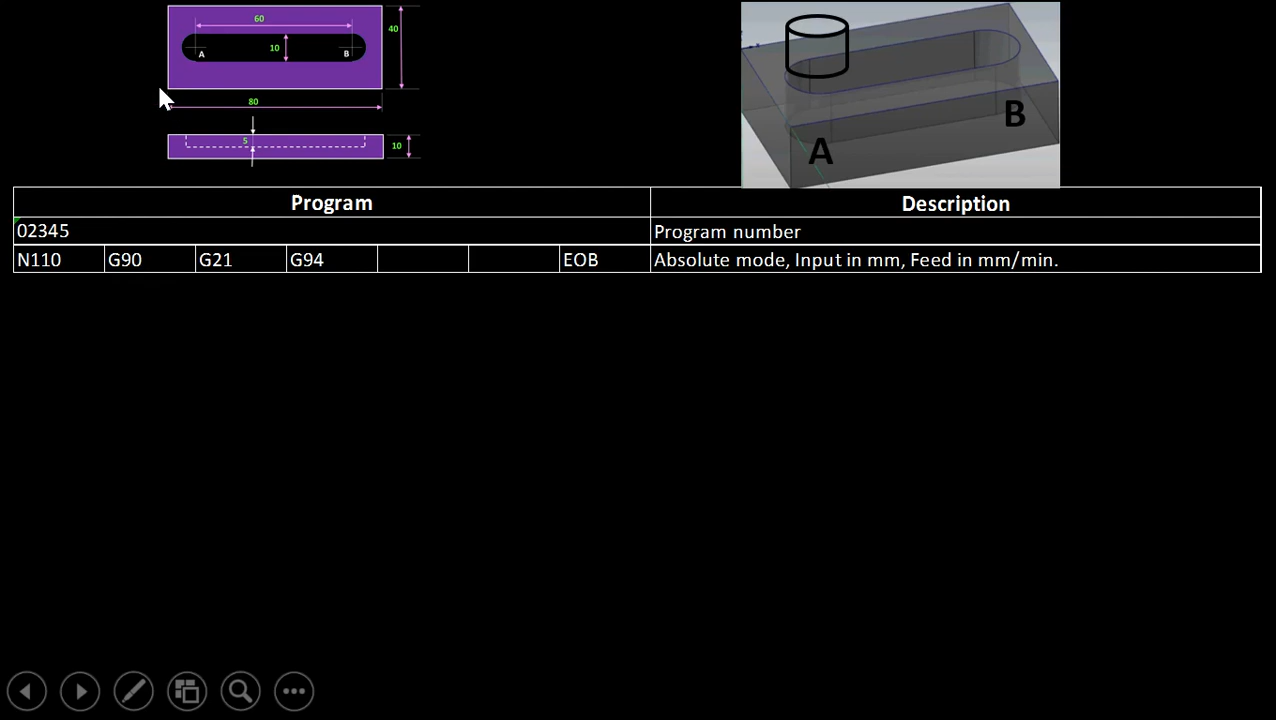 60
40
10
A
B
80
5
10
A
B
Program Description
02345 Program number
N110 G90 G21 G94 EOB Absolute mode, Input in mm, Feed in mm/min.